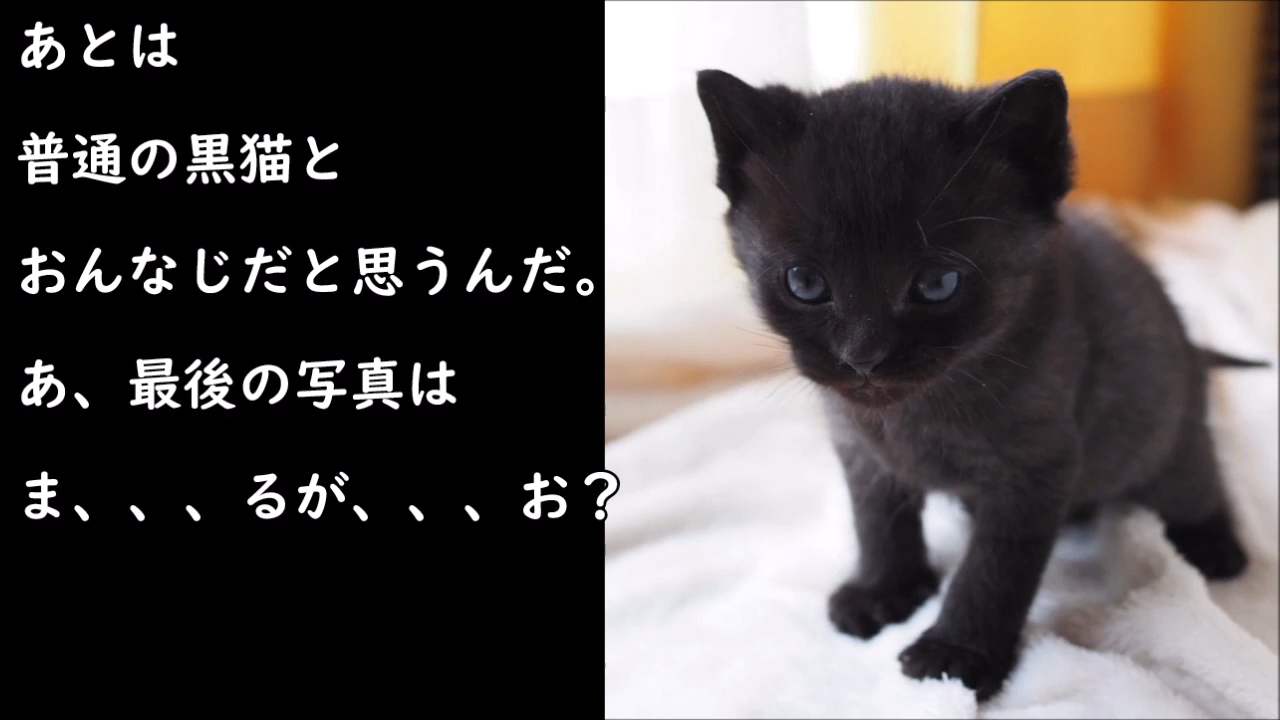 あとは
普通の黒猫と
おんなじだと思うんだ。
あ、最後の写真は
ま、、、るが、、、お？